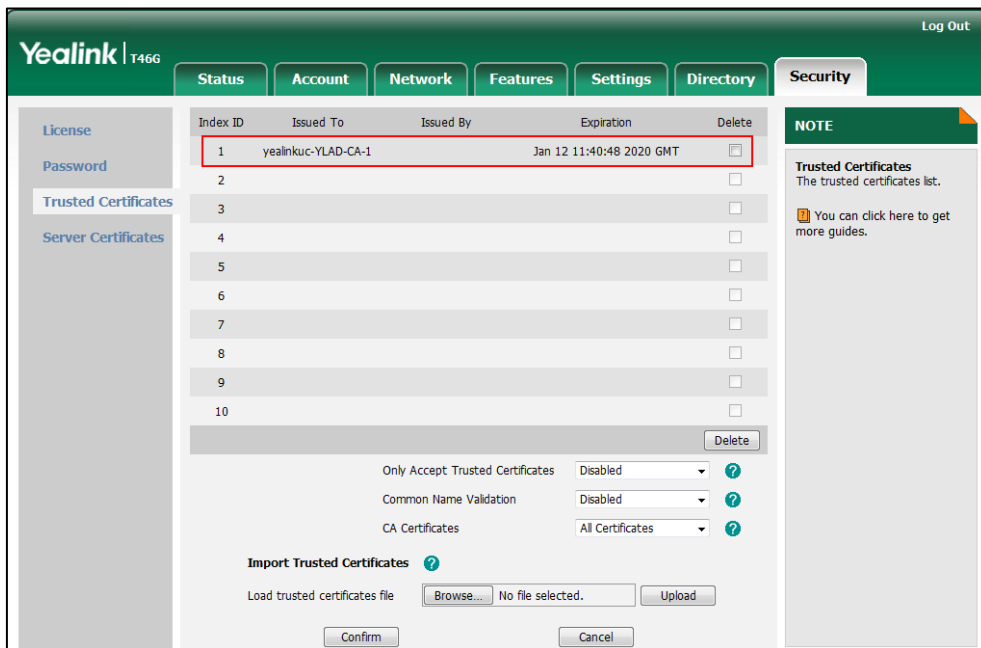 Log Out
Yealink T46G
Status Account Network Features Settings Directory Security
License
Password
Trusted Certificates
Server Certificates
Index ID Issued To Issued By Expiration Delete
1 yealinkuc-YLAD-CA-1 Jan 12 11:40:48 2020 GMT
2
3
4
5
6
7
8
9
10
Delete
Only Accept Trusted Certificates Disabled ?
Common Name Validation Disabled ?
CA Certificates All Certificates ?
Import Trusted Certificates ?
Load trusted certificates file Browse... No file selected. Upload
Confirm Cancel
NOTE
Trusted Certificates
The trusted certificates list.
? You can click here to get
more guides.